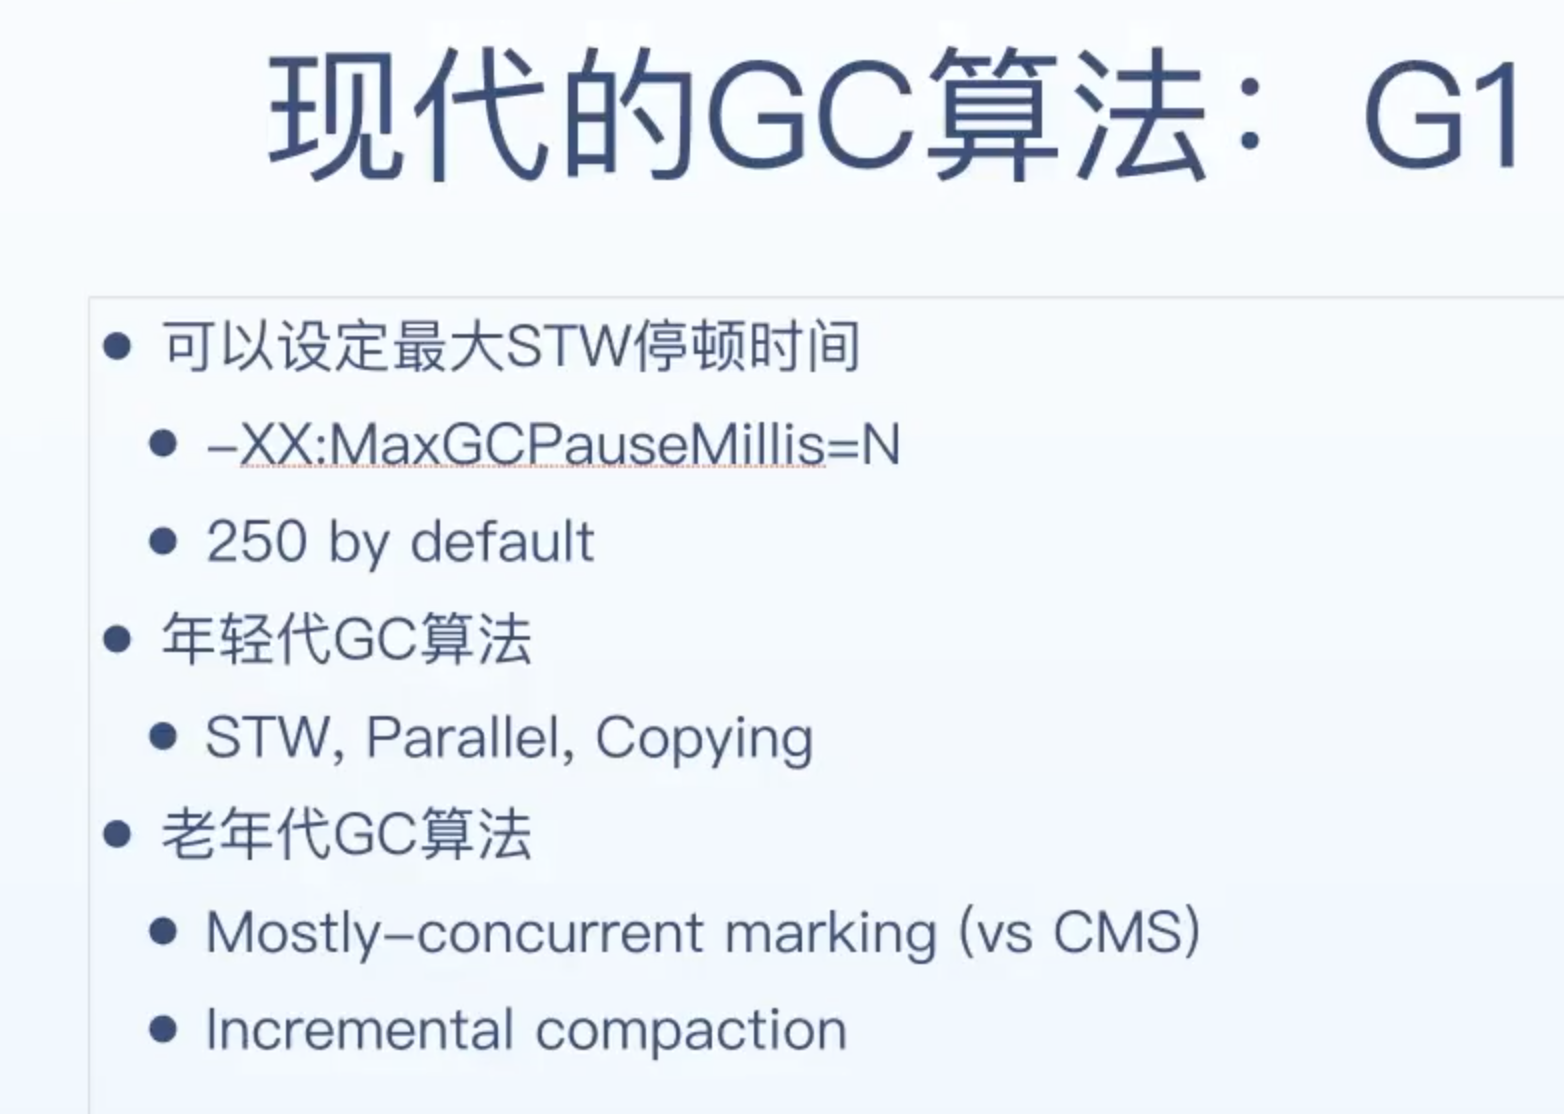 现代的GC算法：G1
可以设定最大STW停顿时间
-XX:MaxGCPauseMillis=N
250 by default
年轻代GC算法
STW, Parallel, Copying
老年代GC算法
Mostly-concurrent marking (vs CMS)
Incremental compaction